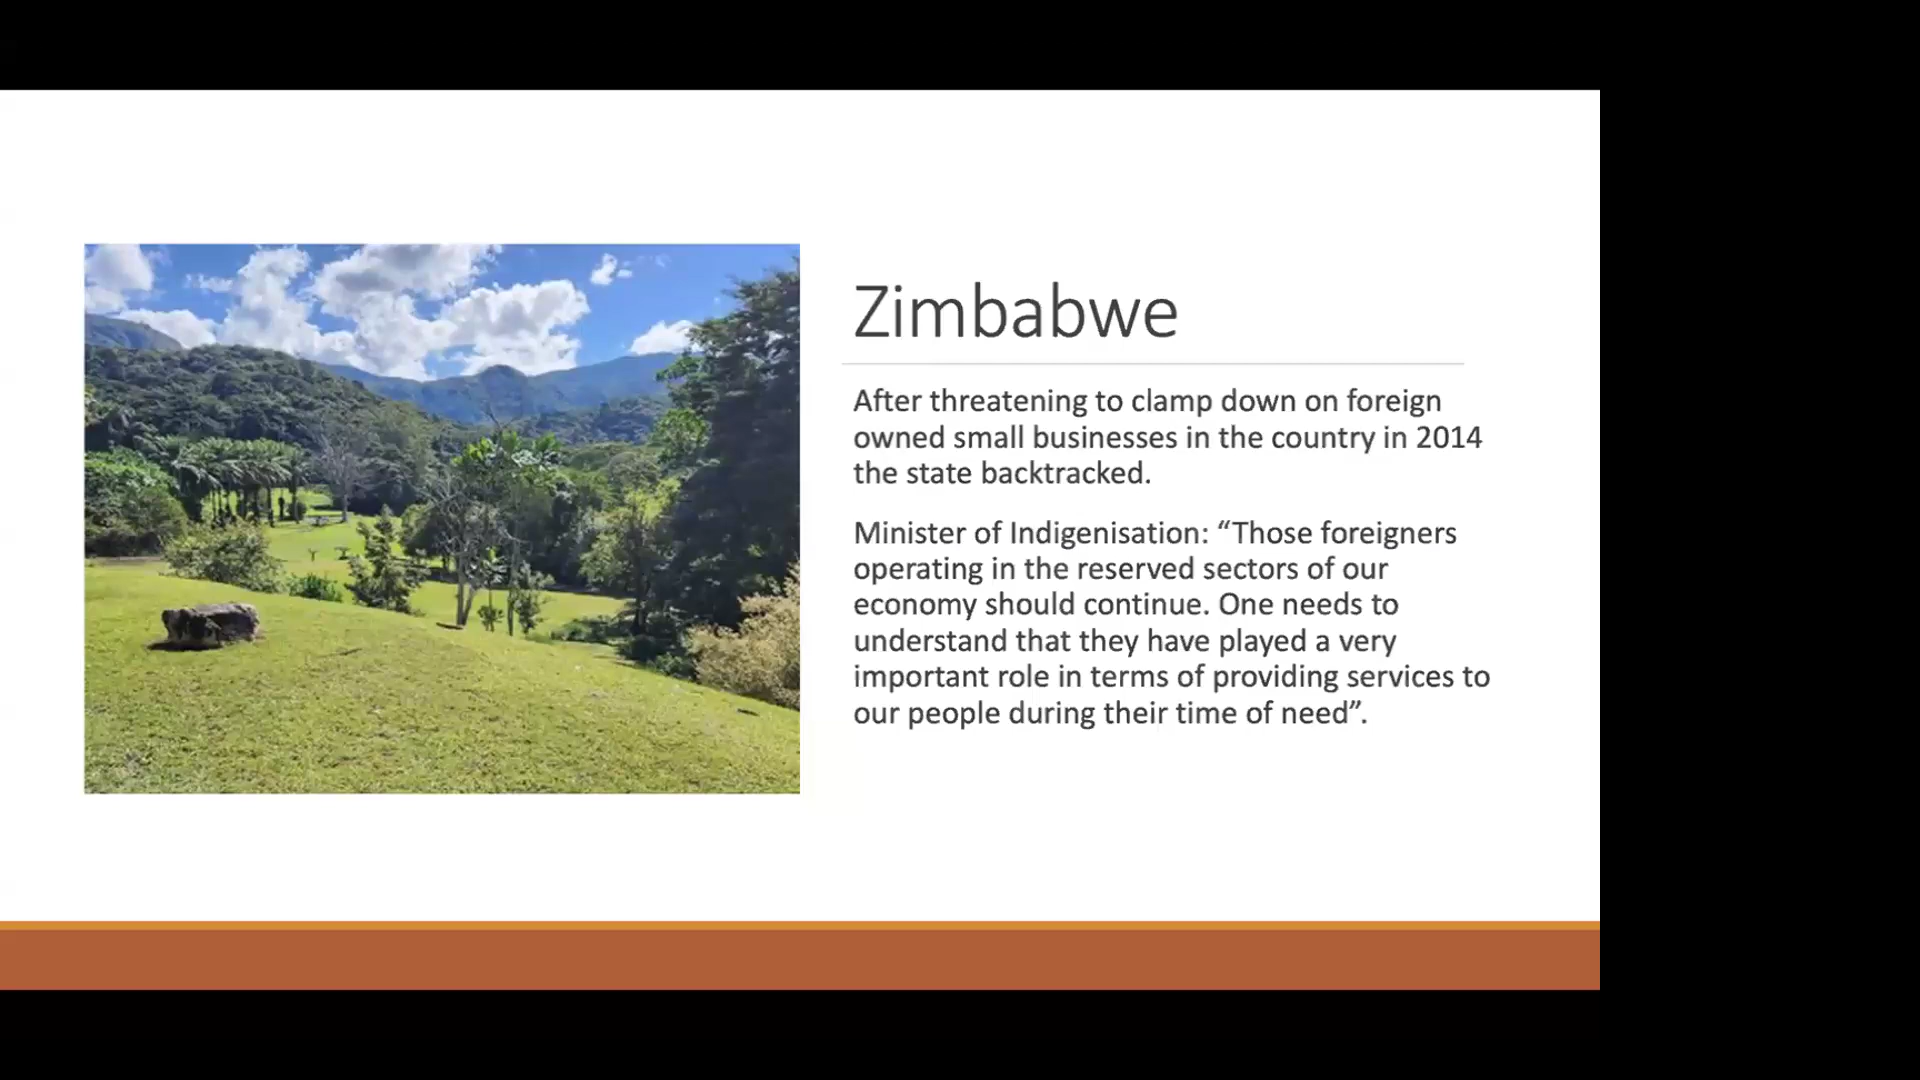 Zimbabwe
After threatening to clamp down on foreign
owned small businesses in the country in 2014
the state backtracked.
Minister of Indigenisation: “Those foreigners
operating in the reserved sectors of our
economy should continue. One needs to
understand that they have played a very
important role in terms of providing services to
our people during their time of need”.